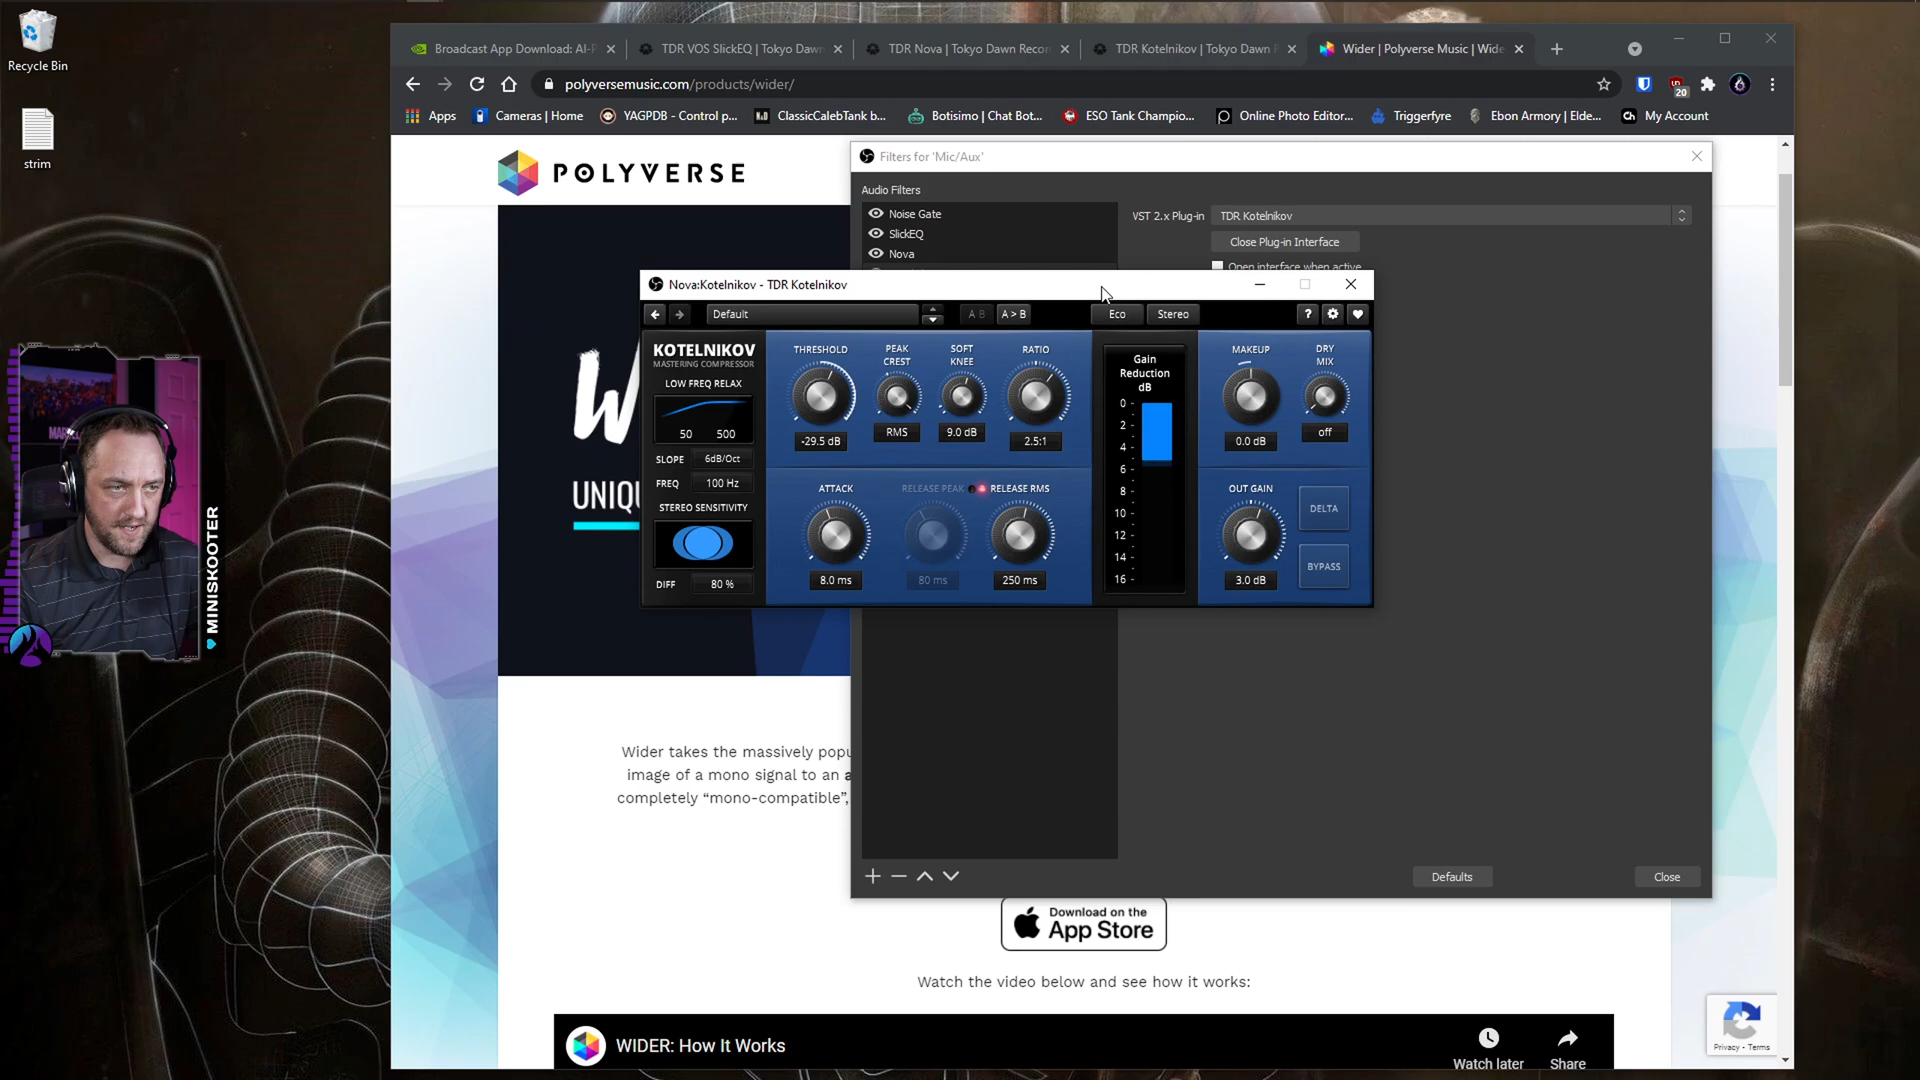 Recycle Bin
strim
Broadcast App Download: AI-P
TDR VOS SlickEQ | Tokyo Dawn
TDR Nova | Tokyo Dawn Recor
TDR Kotelnikov | Tokyo Dawn R
Wider | Polyverse Music | Wide
polyversemusic.com/products/wider/
20
Apps
Cameras | Home
YAGPDB - Control p...
ClassicCalebTank b...
Botisimo | Chat Bot...
ESO Tank Champio...
Online Photo Editor...
Triggerfyre
Ebon Armory | Elde...
My Account
POLYVERSE
Filters for 'Mic/Aux'
Audio Filters
Noise Gate
SlickEQ
Nova
VST 2.x Plug-in
TDR Kotelnikov
Close Plug-in Interface
Open interface when active
Nova:Kotelnikov - TDR Kotelnikov
Default
A B
A > B
Eco
Stereo
?
KOTELNIKOV
MASTERING COMPRESSOR
LOW FREQ RELAX
50 500
SLOPE 6dB/Oct
FREQ 100 Hz
STEREO SENSITIVITY
DIFF 80 %
THRESHOLD
-29.5 dB
PEAK CREST
RMS
SOFT KNEE
9.0 dB
RATIO
2.5:1
ATTACK
8.0 ms
RELEASE PEAK
80 ms
RELEASE RMS
250 ms
Gain
Reduction
dB
0
2
4
6
8
10
12
14
16
MAKEUP
0.0 dB
DRY MIX
off
OUT GAIN
3.0 dB
DELTA
BYPASS
W
UNIQU
MINISKOOTER
Wider takes the massively popu
image of a mono signal to an a
completely “mono-compatible”,
Defaults
Close
Download on the
App Store
Watch the video below and see how it works:
WIDER: How It Works
Watch later
Share
Privacy - Terms